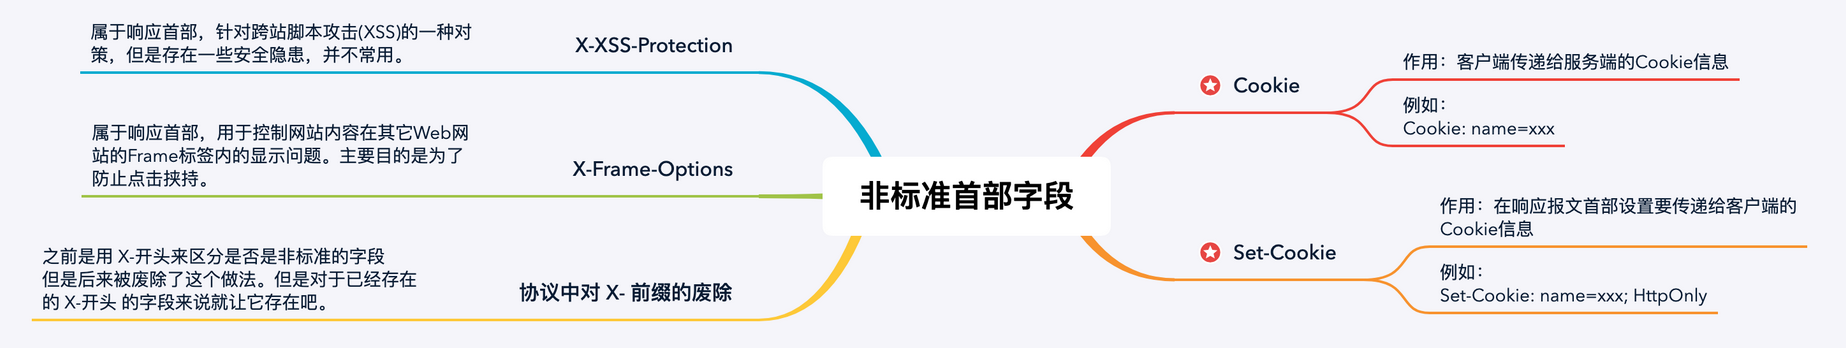 非标准首部字段
Cookie
作用：客户端传递给服务端的Cookie信息
例如：
Cookie: name=xxx
Set-Cookie
作用：在响应报文首部设置要传递给客户端的
Cookie信息
例如：
Set-Cookie: name=xxx; HttpOnly
X-XSS-Protection
属于响应首部，针对跨站脚本攻击(XSS)的一种对
策，但是存在一些安全隐患，并不常用。
X-Frame-Options
属于响应首部，用于控制网站内容在其它Web网
站的Frame标签内的显示问题。主要目的是为了
防止点击挟持。
协议中对 X- 前缀的废除
之前是用 X-开头来区分是否是非标准的字段
但是后来被废除了这个做法。但是对于已经存在
的 X-开头 的字段来说就让它存在吧。